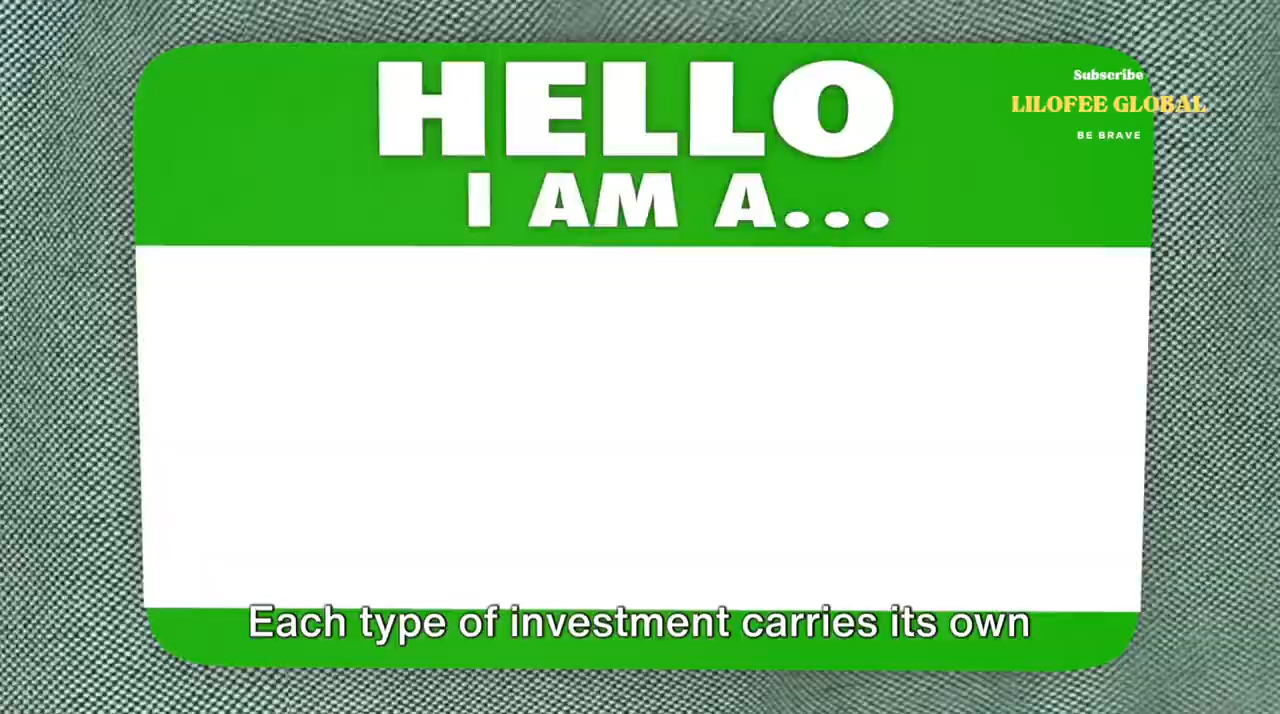 HELLO
I AM A...
Subscribe
LILOFEE GLOBAL
BE BRAVE
Each type of investment carries its own